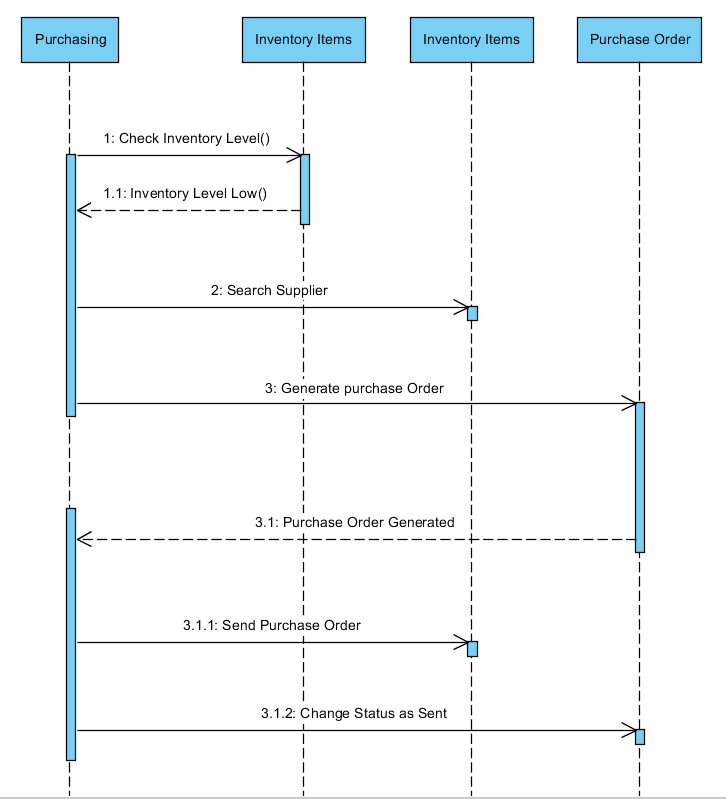 Purchasing
Inventory Items
Inventory Items
Purchase Order
1: Check Inventory Level()
1.1: Inventory Level Low()
2: Search Supplier
3: Generate purchase Order
3.1: Purchase Order Generated
3.1.1: Send Purchase Order
3.1.2: Change Status as Sent